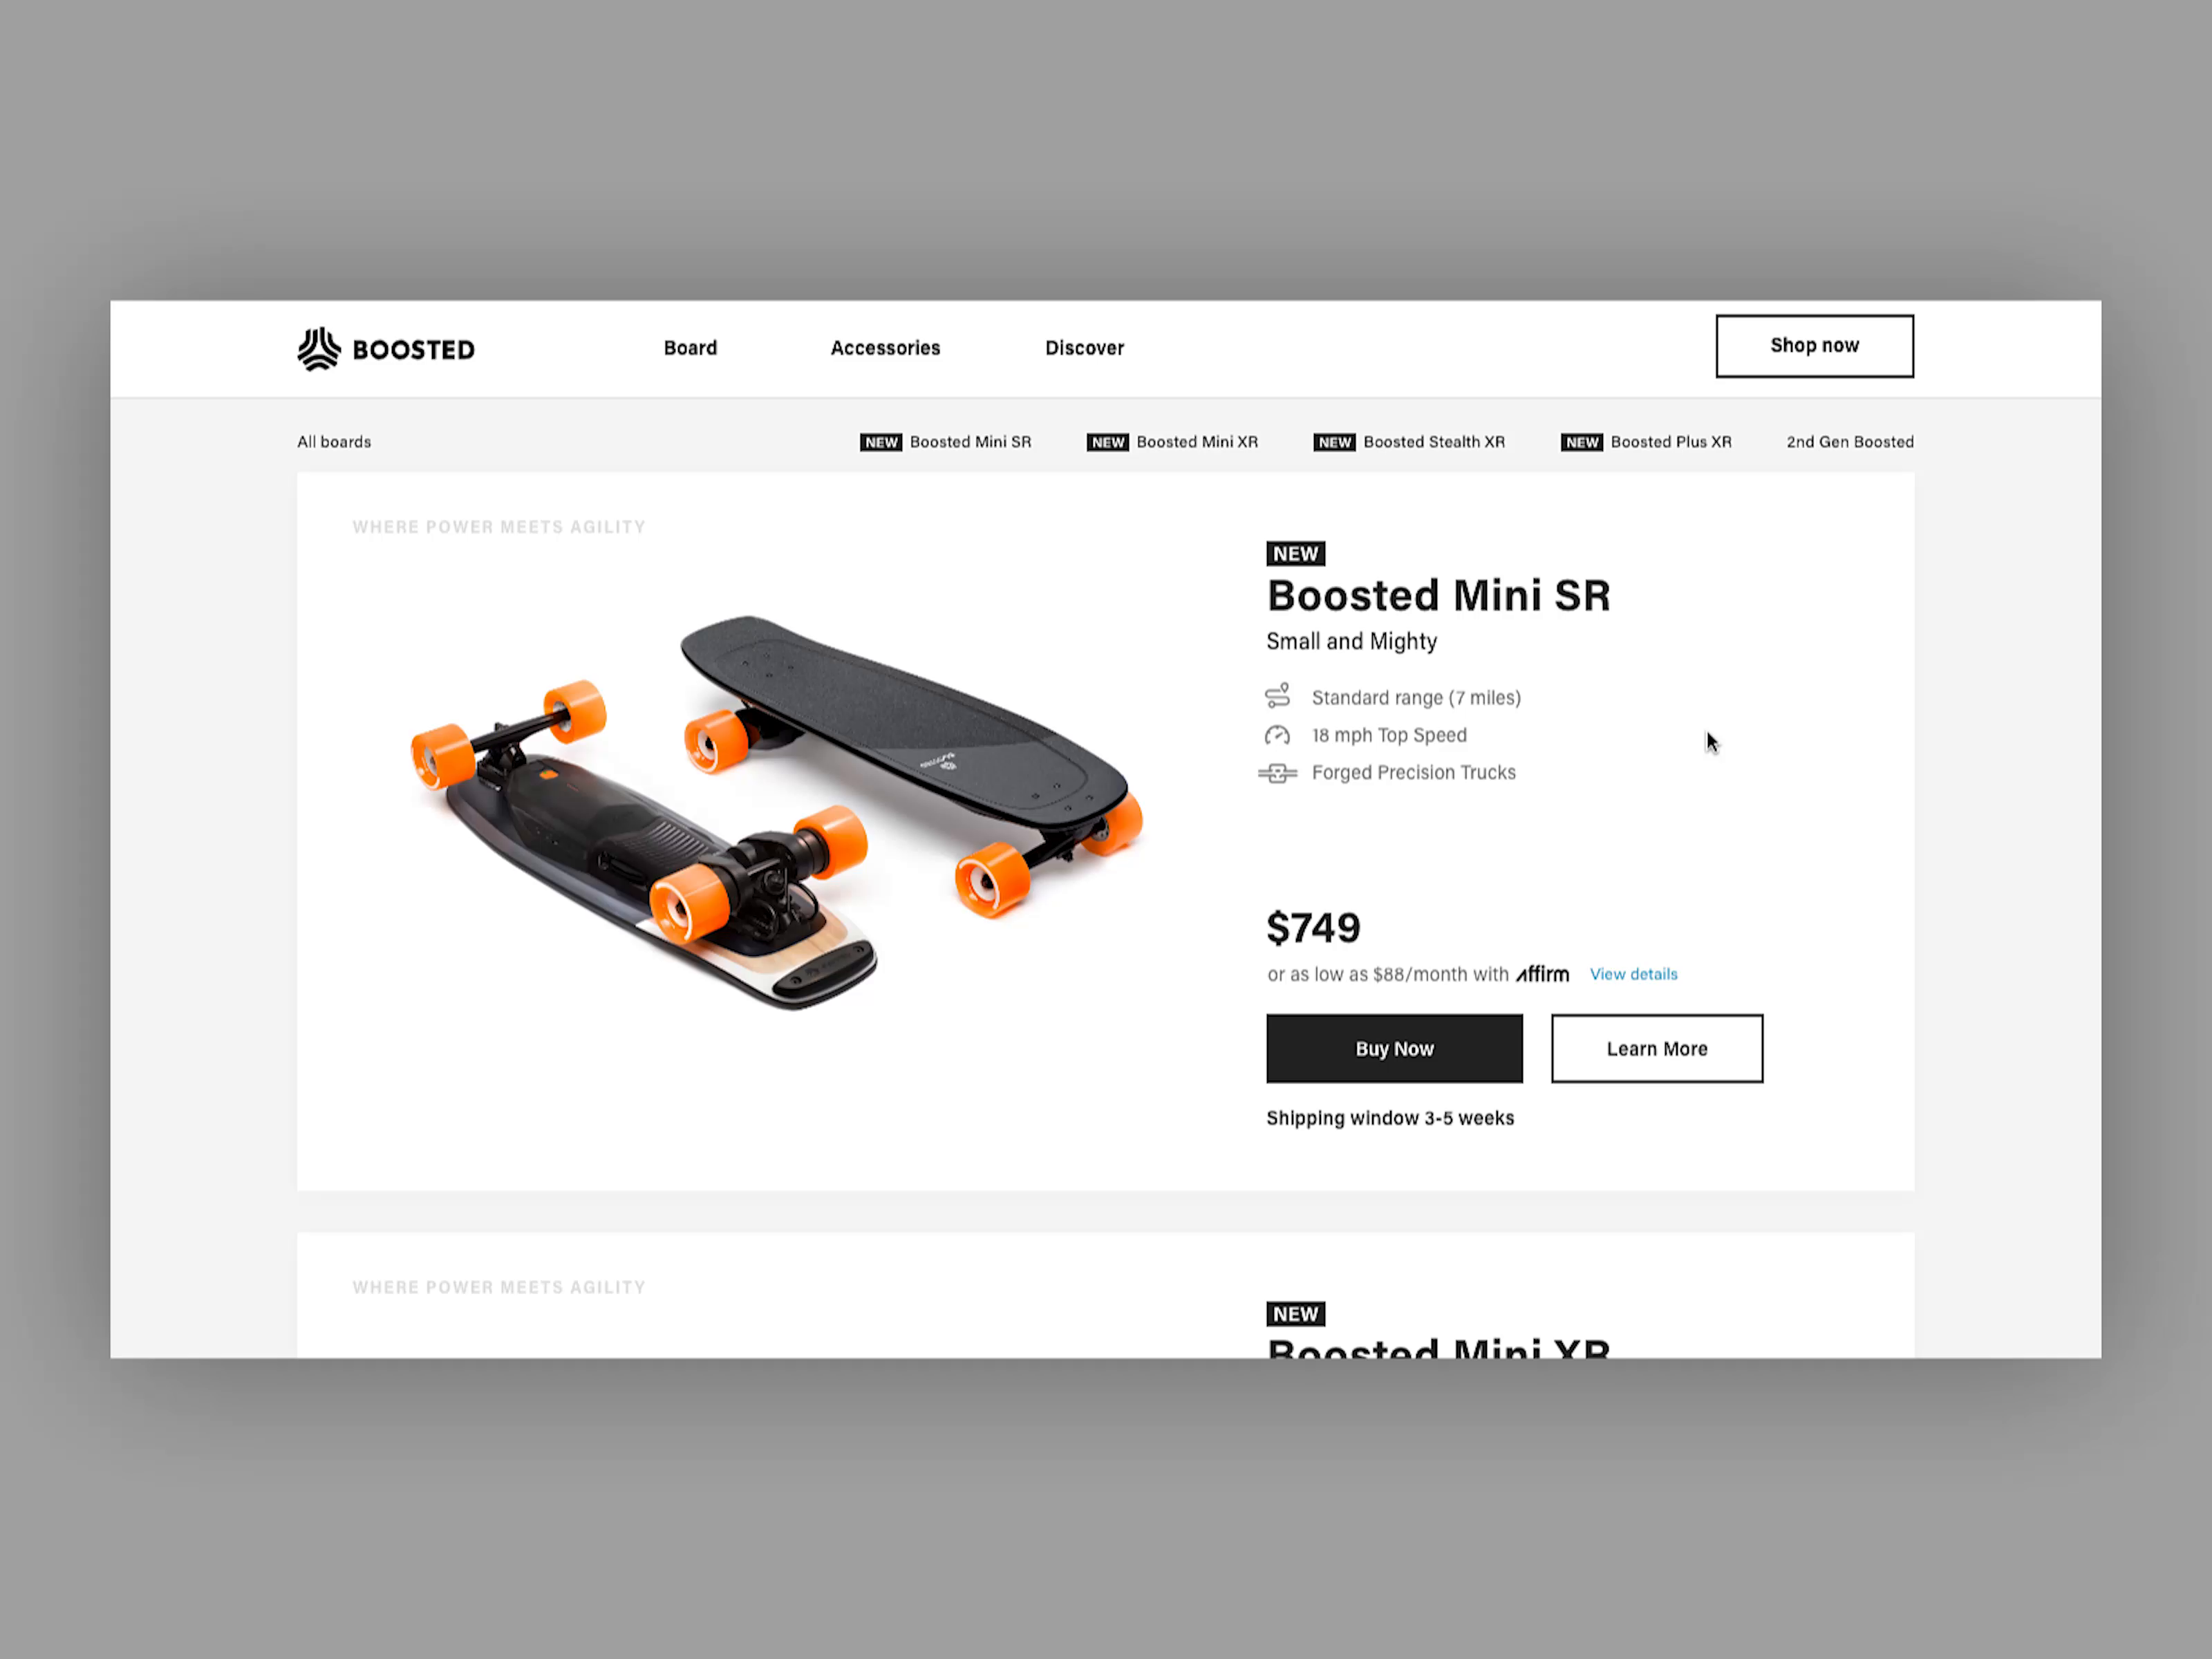 BOOSTED
Board
Accessories
Discover
Shop now
All boards
NEW Boosted Mini SR
NEW Boosted Mini XR
NEW Boosted Stealth XR
NEW Boosted Plus XR
2nd Gen Boosted
WHERE POWER MEETS AGILITY
NEW
Boosted Mini SR
Small and Mighty
Standard range (7 miles)
18 mph Top Speed
Forged Precision Trucks
$749
or as low as $88/month with affirm View details
Buy Now
Learn More
Shipping window 3-5 weeks
WHERE POWER MEETS AGILITY
NEW
Boosted Mini XR